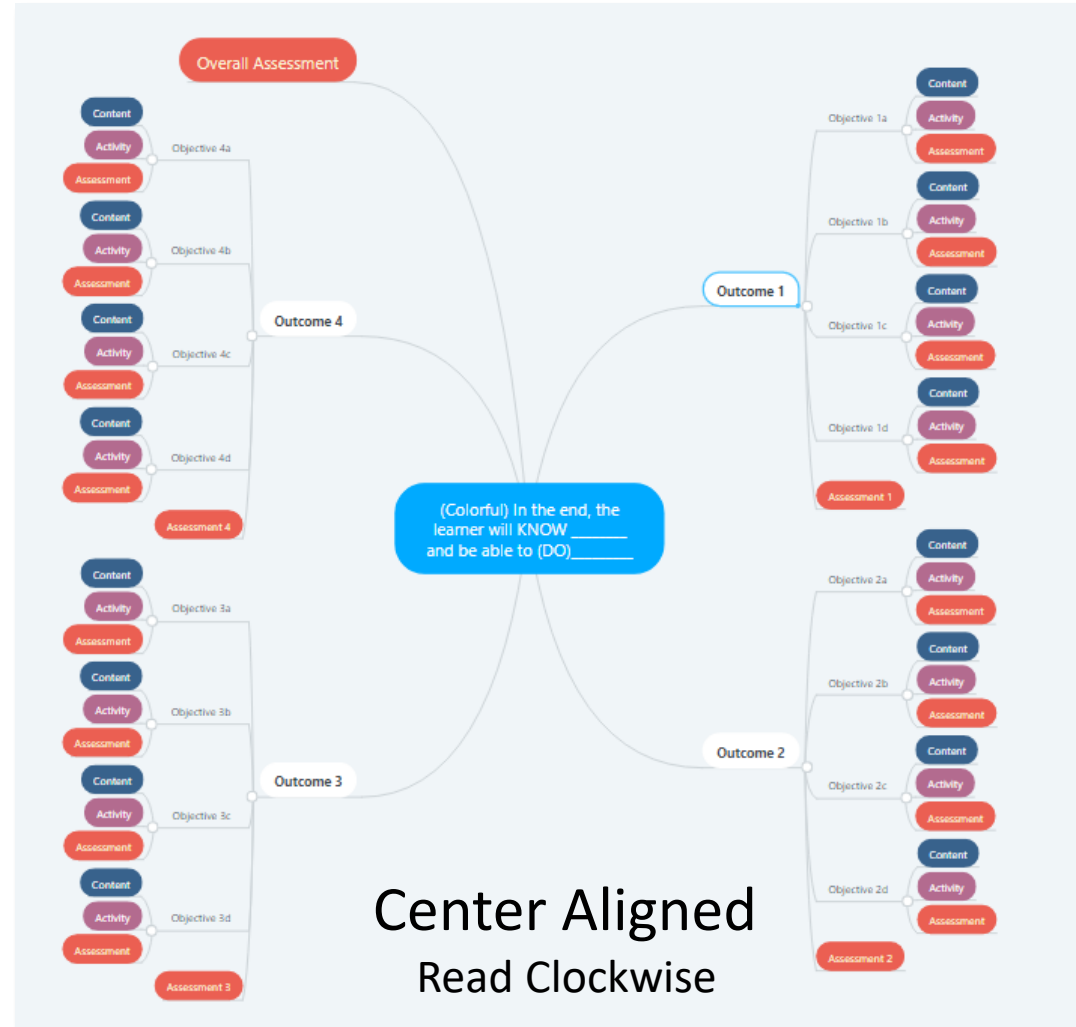 (Colorful) In the end, the
learner will KNOW _______
and be able to (DO)________
Outcome 1
Objective 1a
Content
Activity
Assessment
Objective 1b
Content
Activity
Assessment
Objective 1c
Content
Activity
Assessment
Objective 1d
Content
Activity
Assessment
Assessment 1
Outcome 2
Objective 2a
Content
Activity
Assessment
Objective 2b
Content
Activity
Assessment
Objective 2c
Content
Activity
Assessment
Objective 2d
Content
Activity
Assessment
Assessment 2
Outcome 3
Objective 3a
Content
Activity
Assessment
Objective 3b
Content
Activity
Assessment
Objective 3c
Content
Activity
Assessment
Objective 3d
Content
Activity
Assessment
Assessment 3
Outcome 4
Objective 4a
Content
Activity
Assessment
Objective 4b
Content
Activity
Assessment
Objective 4c
Content
Activity
Assessment
Objective 4d
Content
Activity
Assessment
Assessment 4
Overall Assessment
Center Aligned
Read Clockwise